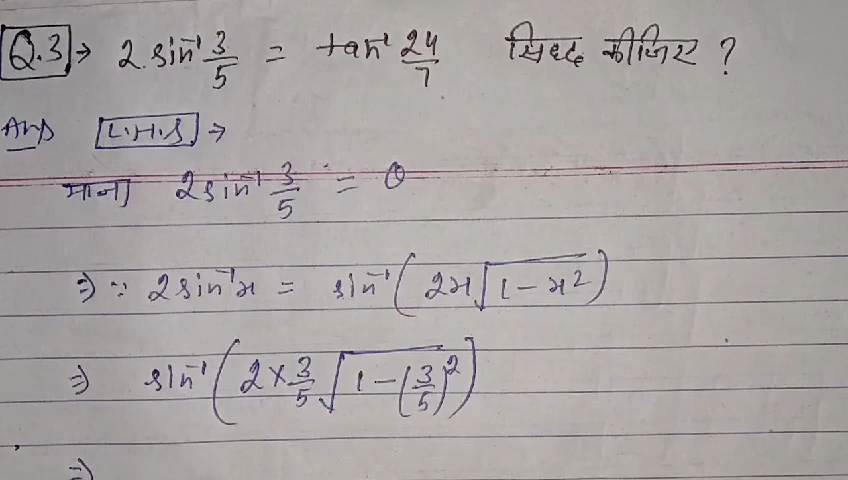 Q.3 → 2 sin⁻¹ 3/5 = tan⁻¹ 24/7 सिध्द कीजिए ?
Ans L.H.S →
माना 2sin⁻¹ 3/5 = θ
⇒ ∵ 2sin⁻¹x = sin⁻¹(2x√(1-x²))
⇒ sin⁻¹(2×3/5 √(1-(3/5)²))
⇒